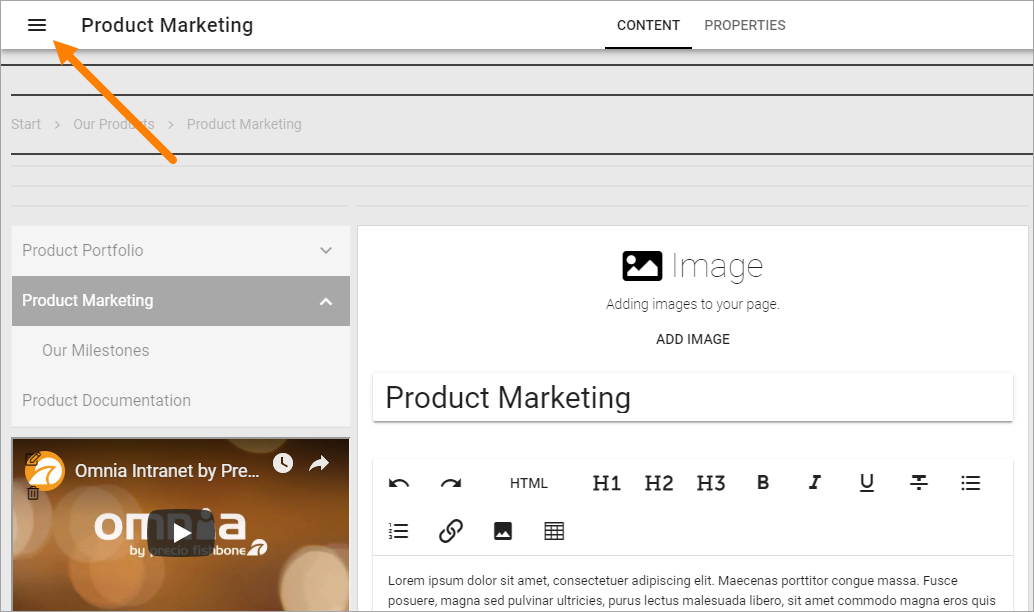 Product Marketing
CONTENT PROPERTIES
Start > Our Products > Product Marketing
Product Portfolio
Product Marketing
Our Milestones
Product Documentation
Image
Adding images to your page.
ADD IMAGE
Product Marketing
Omnia Intranet by Pre...
omnia
by precio fishbone
HTML H1 H2 H3 B I U T
Lorem ipsum dolor sit amet, consectetuer adipiscing elit. Maecenas porttitor congue massa. Fusce
posuere, magna sed pulvinar ultricies, purus lectus malesuada libero, sit amet commodo magna eros quis